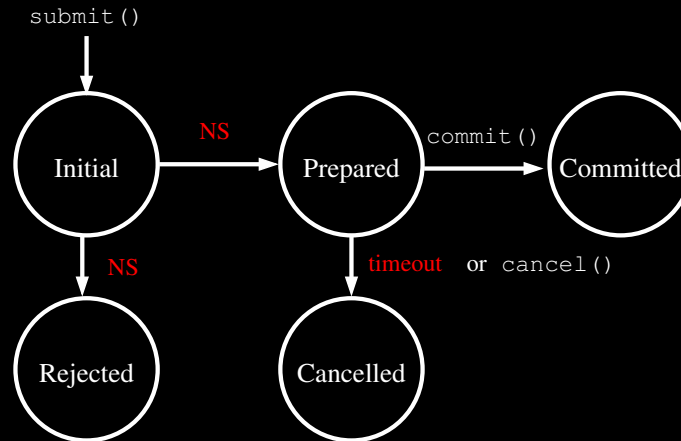 submit()
NS
commit()
Initial
Prepared
Committed
NS
timeout or cancel()
Rejected
Cancelled